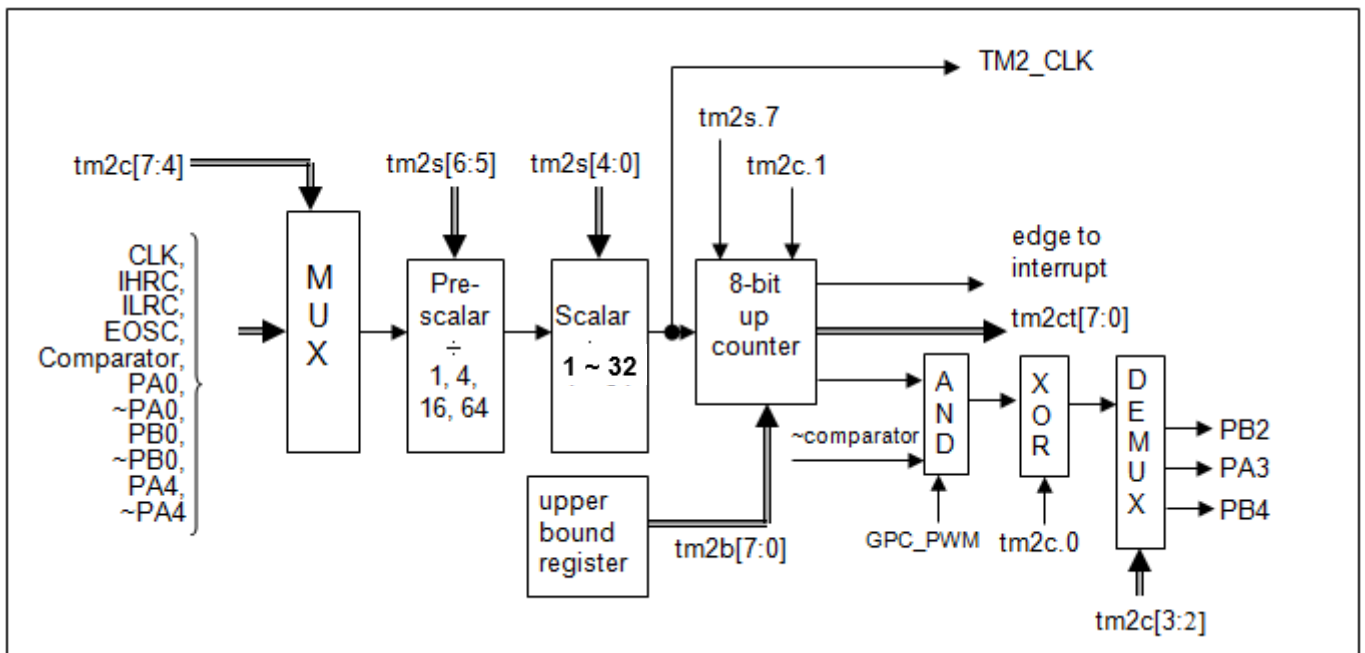 TM2_CLK
tm2s.7
tm2c[7:4]
tm2s[6:5]
tm2s[4:0]
tm2c.1
CLK,
IHRC,
ILRC,
EOSC,
Comparator,
PA0,
~PA0,
PB0,
~PB0,
PA4,
~PA4
M
U
X
Pre-
scalar
÷
1, 4,
16, 64
Scalar
1 ~ 32
8-bit
up
counter
edge to
interrupt
tm2ct[7:0]
~comparator
A
N
D
X
O
R
D
E
M
U
X
PB2
PA3
PB4
upper
bound
register
tm2b[7:0]
GPC_PWM
tm2c.0
tm2c[3:2]